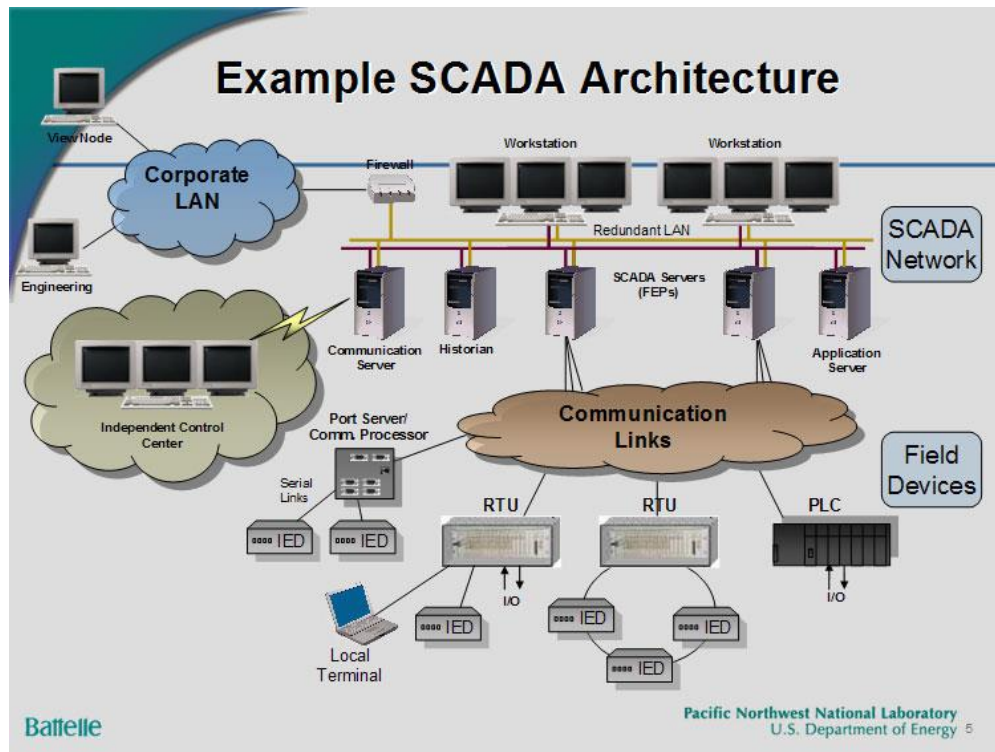 Example SCADA Architecture
View Node
Corporate
LAN
Firewall
Workstation
Workstation
Redundant LAN
SCADA
Network
Engineering
SCADA Servers
(FEPs)
Communication
Server
Historian
Application
Server
Independent Control
Center
Port Server/
Comm. Processor
Communication
Links
Field
Devices
Serial
Links
RTU
RTU
PLC
IED
IED
I/O
I/O
IED
IED
IED
IED
Local
Terminal
Battelle
Pacific Northwest National Laboratory
U.S. Department of Energy 5